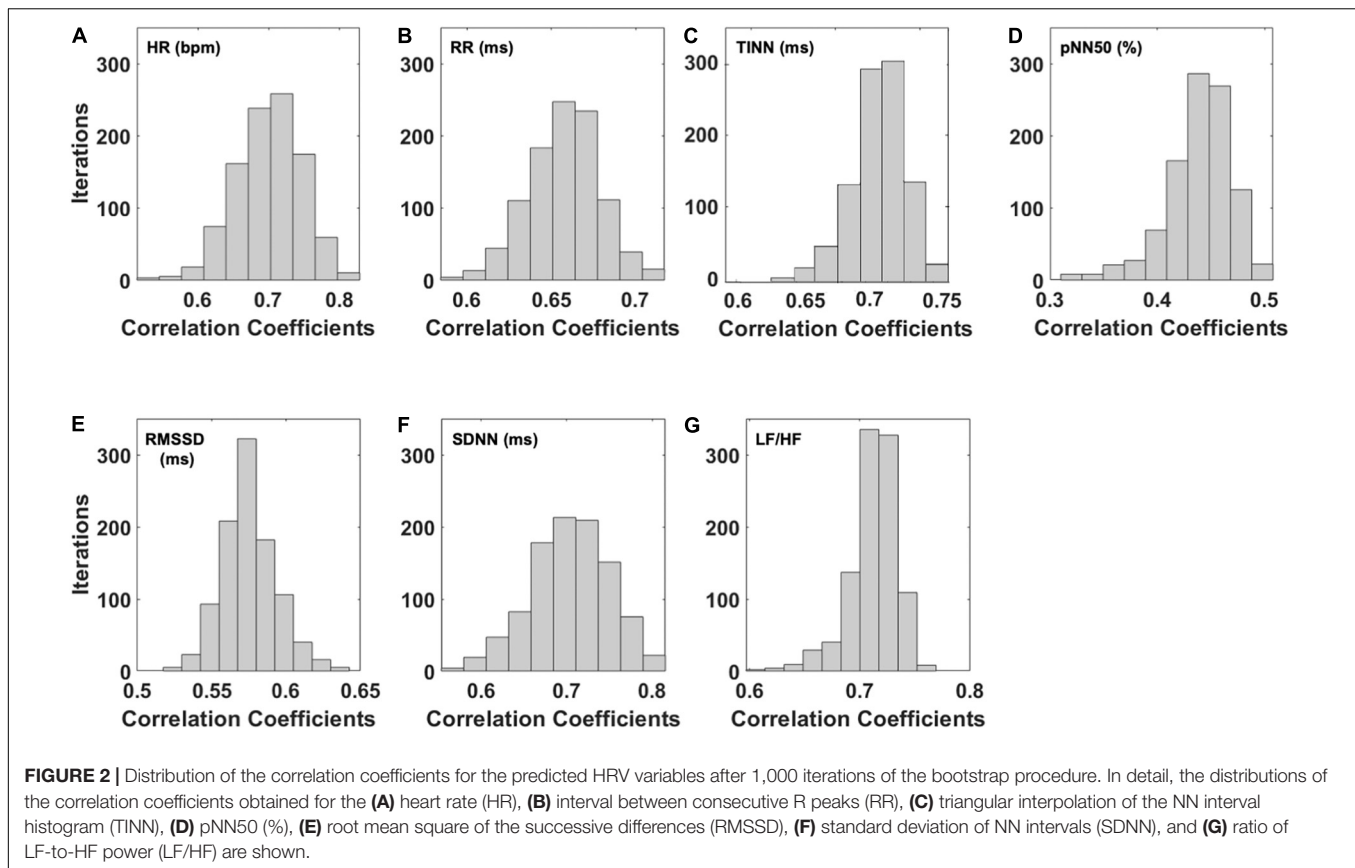 A
HR (bpm)
300
200
100
0
Iterations
0.6 0.7 0.8
Correlation Coefficients
B
RR (ms)
300
200
100
0
0.6 0.65 0.7
Correlation Coefficients
C
TINN (ms)
300
200
100
0
0.6 0.65 0.7 0.75
Correlation Coefficients
D
pNN50 (%)
300
200
100
0
0.3 0.4 0.5
Correlation Coefficients
E
RMSSD
(ms)
300
200
100
0
Iterations
0.5 0.55 0.6 0.65
Correlation Coefficients
F
SDNN (ms)
300
200
100
0
0.6 0.7 0.8
Correlation Coefficients
G
LF/HF
300
200
100
0
0.6 0.7 0.8
Correlation Coefficients
FIGURE 2 | Distribution of the correlation coefficients for the predicted HRV variables after 1,000 iterations of the bootstrap procedure. In detail, the distributions of
the correlation coefficients obtained for the (A) heart rate (HR), (B) interval between consecutive R peaks (RR), (C) triangular interpolation of the NN interval
histogram (TINN), (D) pNN50 (%), (E) root mean square of the successive differences (RMSSD), (F) standard deviation of NN intervals (SDNN), and (G) ratio of
LF-to-HF power (LF/HF) are shown.